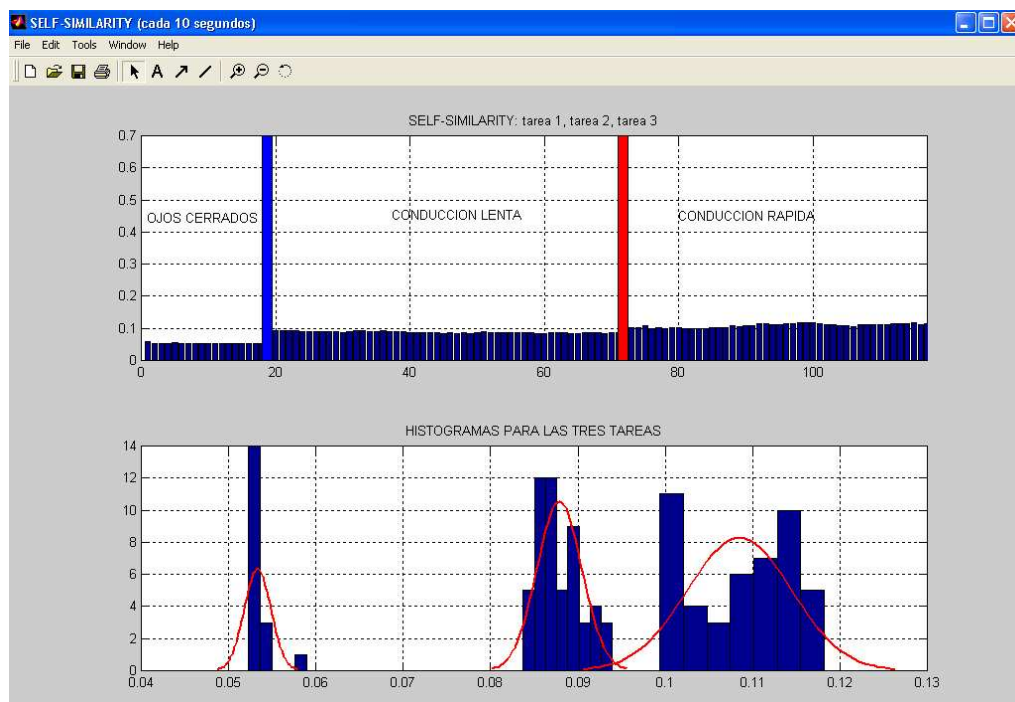 SELF-SIMILARITY (cada 10 segundos)
File Edit Tools Window Help
A
SELF-SIMILARITY: tarea 1, tarea 2, tarea 3
0.7
0.6
0.5
0.4
0.3
0.2
0.1
0
OJOS CERRADOS
CONDUCCION LENTA
CONDUCCION RAPIDA
0 20 40 60 80 100
HISTOGRAMAS PARA LAS TRES TAREAS
14
12
10
8
6
4
2
0
0.04 0.05 0.06 0.07 0.08 0.09 0.1 0.11 0.12 0.13